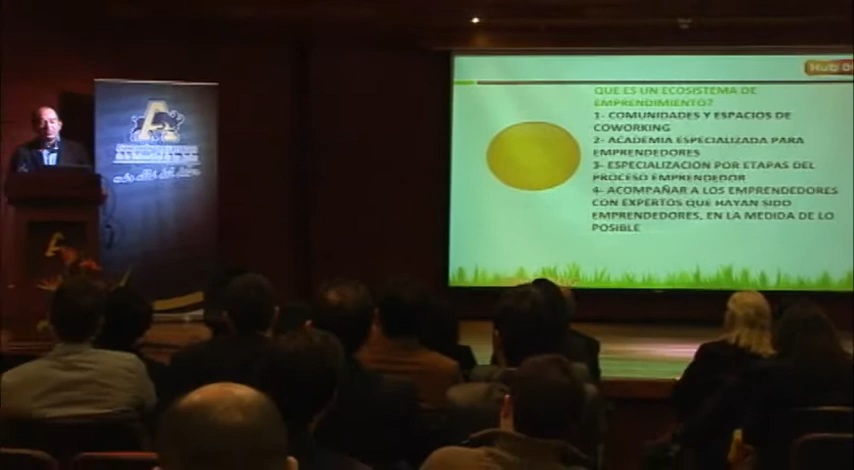 Hub
QUE ES UN ECOSISTEMA DE
EMPRENDIMIENTO?
1- COMUNIDADES Y ESPACIOS DE
COWORKING
2- ACADEMIA ESPECIALIZADA PARA
EMPRENDEDORES
3- ESPECIALIZACIÓN POR ETAPAS DEL
PROCESO EMPRENDEDOR
4- ACOMPAÑAR A LOS EMPRENDEDORES
CON EXPERTOS QUE HAYAN SIDO
EMPRENDEDORES, EN LA MEDIDA DE LO
POSIBLE